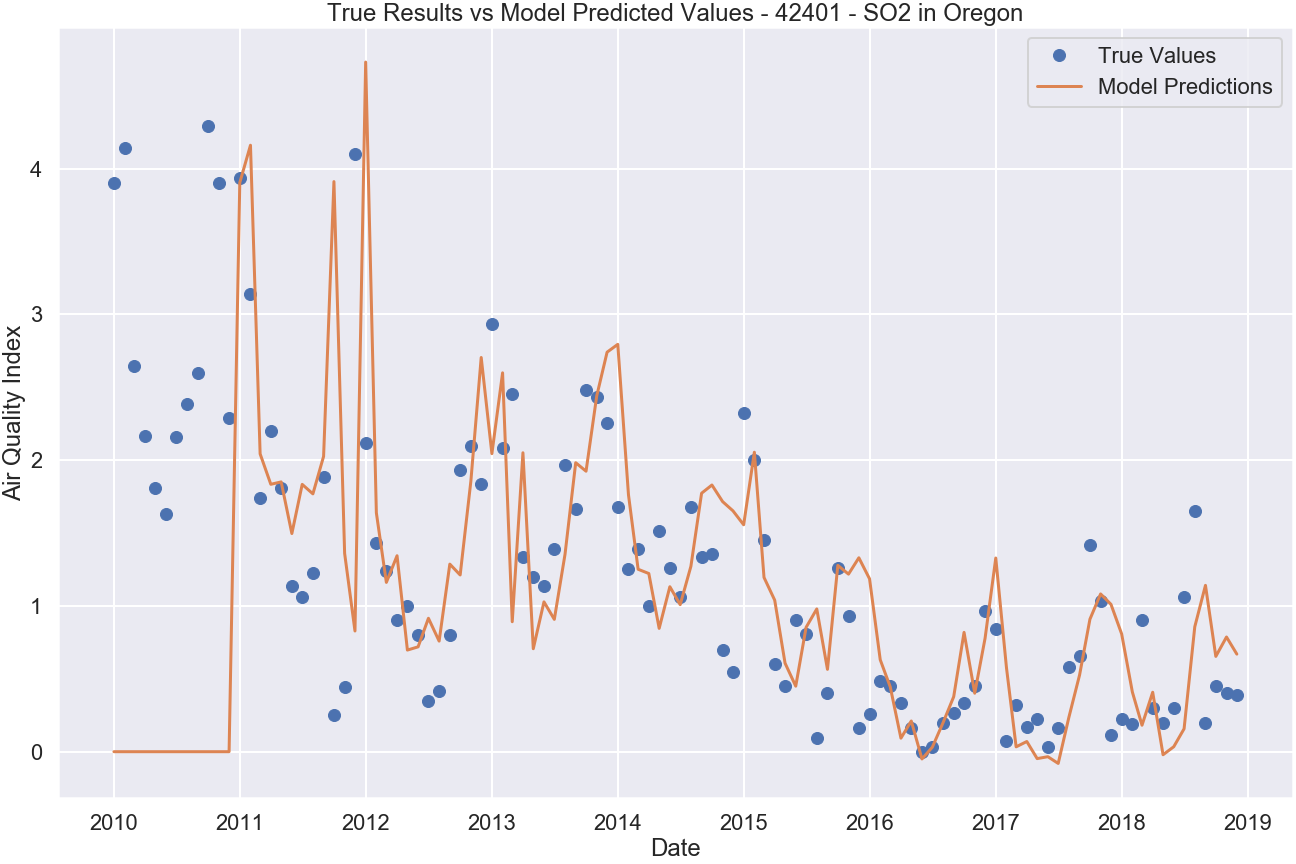 True Results vs Model Predicted Values - 42401 - SO2 in Oregon
True Values
Model Predictions
Air Quality Index
4
3
2
1
0
2010 2011 2012 2013 2014 2015 2016 2017 2018 2019
Date